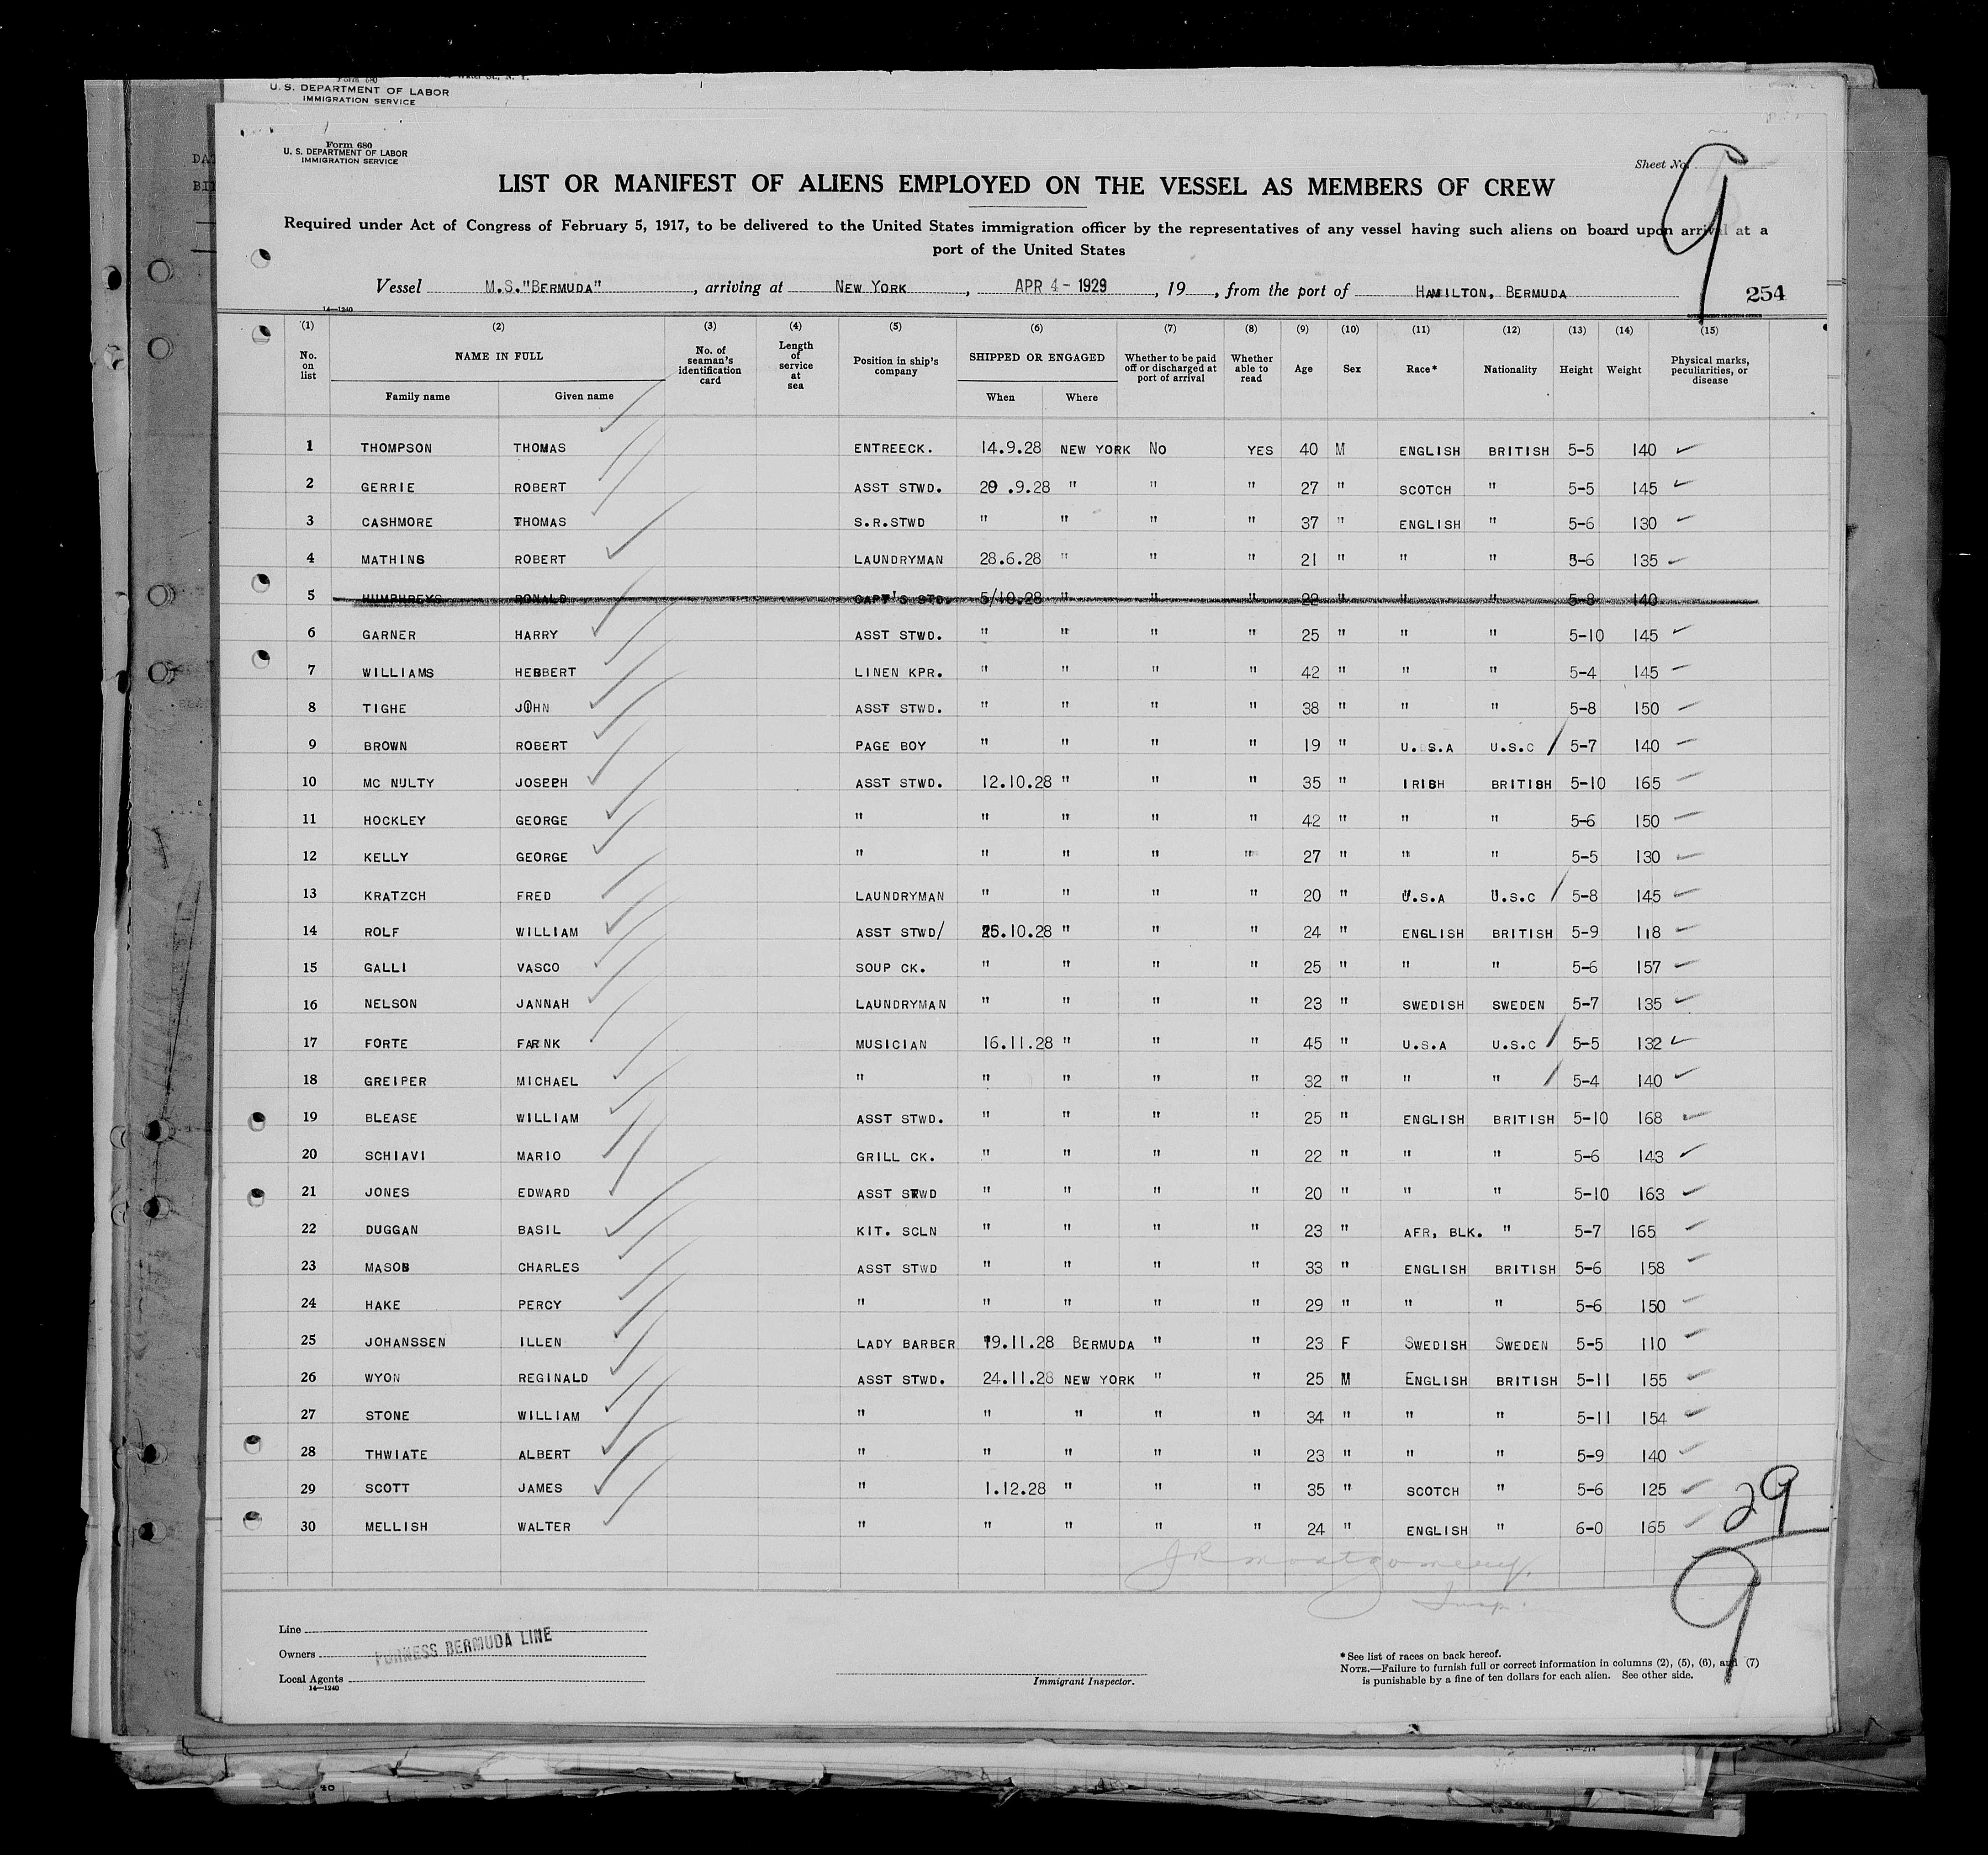 Form 680
U. S. DEPARTMENT OF LABOR
IMMIGRATION SERVICE
Form 680
U. S. DEPARTMENT OF LABOR
IMMIGRATION SERVICE
Sheet No. 9
LIST OR MANIFEST OF ALIENS EMPLOYED ON THE VESSEL AS MEMBERS OF CREW
Required under Act of Congress of February 5, 1917, to be delivered to the United States immigration officer by the representatives of any vessel having such aliens on board upon arrival at a
port of the United States
Vessel M.S."BERMUDA", arriving at NEW YORK, APR 4 - 1929, 19, from the port of HAMILTON, BERMUDA 254
14—1240
(1) (2) (3) (4) (5) (6) (7) (8) (9) (10) (11) (12) (13) (14) (15)
No. on list NAME IN FULL Family name Given name No. of seaman's identification card Length of service at sea Position in ship's company SHIPPED OR ENGAGED When Where Whether to be paid off or discharged at port of arrival Whether able to read Age Sex Race* Nationality Height Weight Physical marks, peculiarities, or disease
1 THOMPSON THOMAS ENTREECK. 14.9.28 NEW YORK No YES 40 M ENGLISH BRITISH 5-5 140
2 GERRIE ROBERT ASST STWD. 20 .9.28 " " " 27 " SCOTCH " 5-5 145
3 CASHMORE THOMAS S.R.STWD " " " " 37 " ENGLISH " 5-6 130
4 MATHINS ROBERT LAUNDRYMAN 28.6.28 " " " 21 " " " 5-6 135
5 HUMPHREYS RONALD CAPT'S STD. 5/10.28 " " " 22 " " " 5-8 140
6 GARNER HARRY ASST STWD. " " " " 25 " " " 5-10 145
7 WILLIAMS HEBBERT LINEN KPR. " " " " 42 " " " 5-4 145
8 TIGHE JOHN ASST STWD. " " " " 38 " " " 5-8 150
9 BROWN ROBERT PAGE BOY " " " " 19 " U.S.A U.S.C 5-7 140
10 MC NULTY JOSEPH ASST STWD. 12.10.28 " " " 35 " IRISH BRITISH 5-10 165
11 HOCKLEY GEORGE " " " " " 42 " " " 5-6 150
12 KELLY GEORGE " " " " " 27 " " " 5-5 130
13 KRATZCH FRED LAUNDRYMAN " " " " 20 " U.S.A U.S.C 5-8 145
14 ROLF WILLIAM ASST STWD/ 26.10.28 " " " 24 " ENGLISH BRITISH 5-9 118
15 GALLI VASCO SOUP CK. " " " " 25 " " " 5-6 157
16 NELSON JANNAH LAUNDRYMAN " " " " 23 " SWEDISH SWEDEN 5-7 135
17 FORTE FARNK MUSICIAN 16.11.28 " " " 45 " U.S.A U.S.C 5-5 132
18 GREIPER MICHAEL " " " " " 32 " " " 5-4 140
19 BLEASE WILLIAM ASST STWD. " " " " 25 " ENGLISH BRITISH 5-10 168
20 SCHIAVI MARIO GRILL CK. " " " " 22 " " " 5-6 143
21 JONES EDWARD ASST STWD " " " " 20 " " " 5-10 163
22 DUGGAN BASIL KIT. SCLN " " " " 23 " AFR, BLK. " 5-7 165
23 MASOB CHARLES ASST STWD " " " " 33 " ENGLISH BRITISH 5-6 158
24 HAKE PERCY " " " " " 29 " " " 5-6 150
25 JOHANSSEN ILLEN LADY BARBER 19.11.28 BERMUDA " " 23 F SWEDISH SWEDEN 5-5 110
26 WYON REGINALD ASST STWD. 24.11.28 NEW YORK " " 25 M ENGLISH BRITISH 5-11 155
27 STONE WILLIAM " " " " " 34 " " " 5-11 154
28 THWIATE ALBERT " " " " " 23 " " " 5-9 140
29 SCOTT JAMES " 1.12.28 " " " 35 " SCOTCH " 5-6 125
30 MELLISH WALTER " " " " " 24 " ENGLISH " 6-0 165
29
9
J R Montgomery,
Insp.
Line
Owners FURNESS BERMUDA LINE
Local Agents
14—1240
Immigrant Inspector.
*See list of races on back hereof.
NOTE.—Failure to furnish full or correct information in columns (2), (5), (6), and (7)
is punishable by a fine of ten dollars for each alien. See other side.